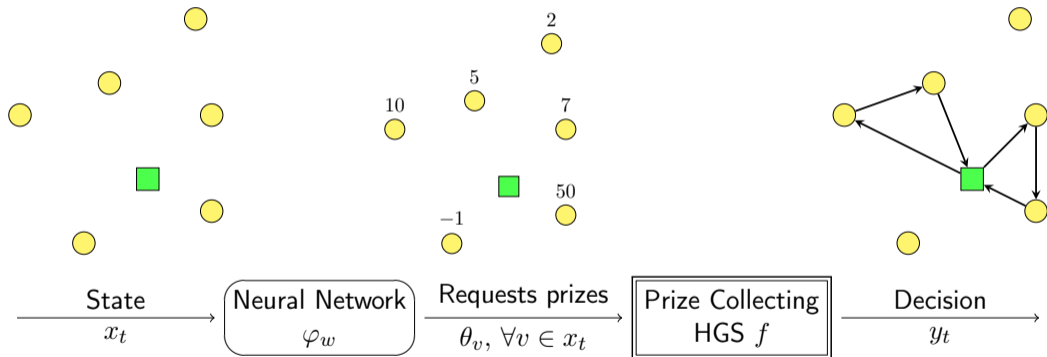 2
5
10
7
50
−1
State
x_t
Neural Network
φ_w
Requests prizes
θ_v, ∀v ∈ x_t
Prize Collecting
HGS f
Decision
y_t